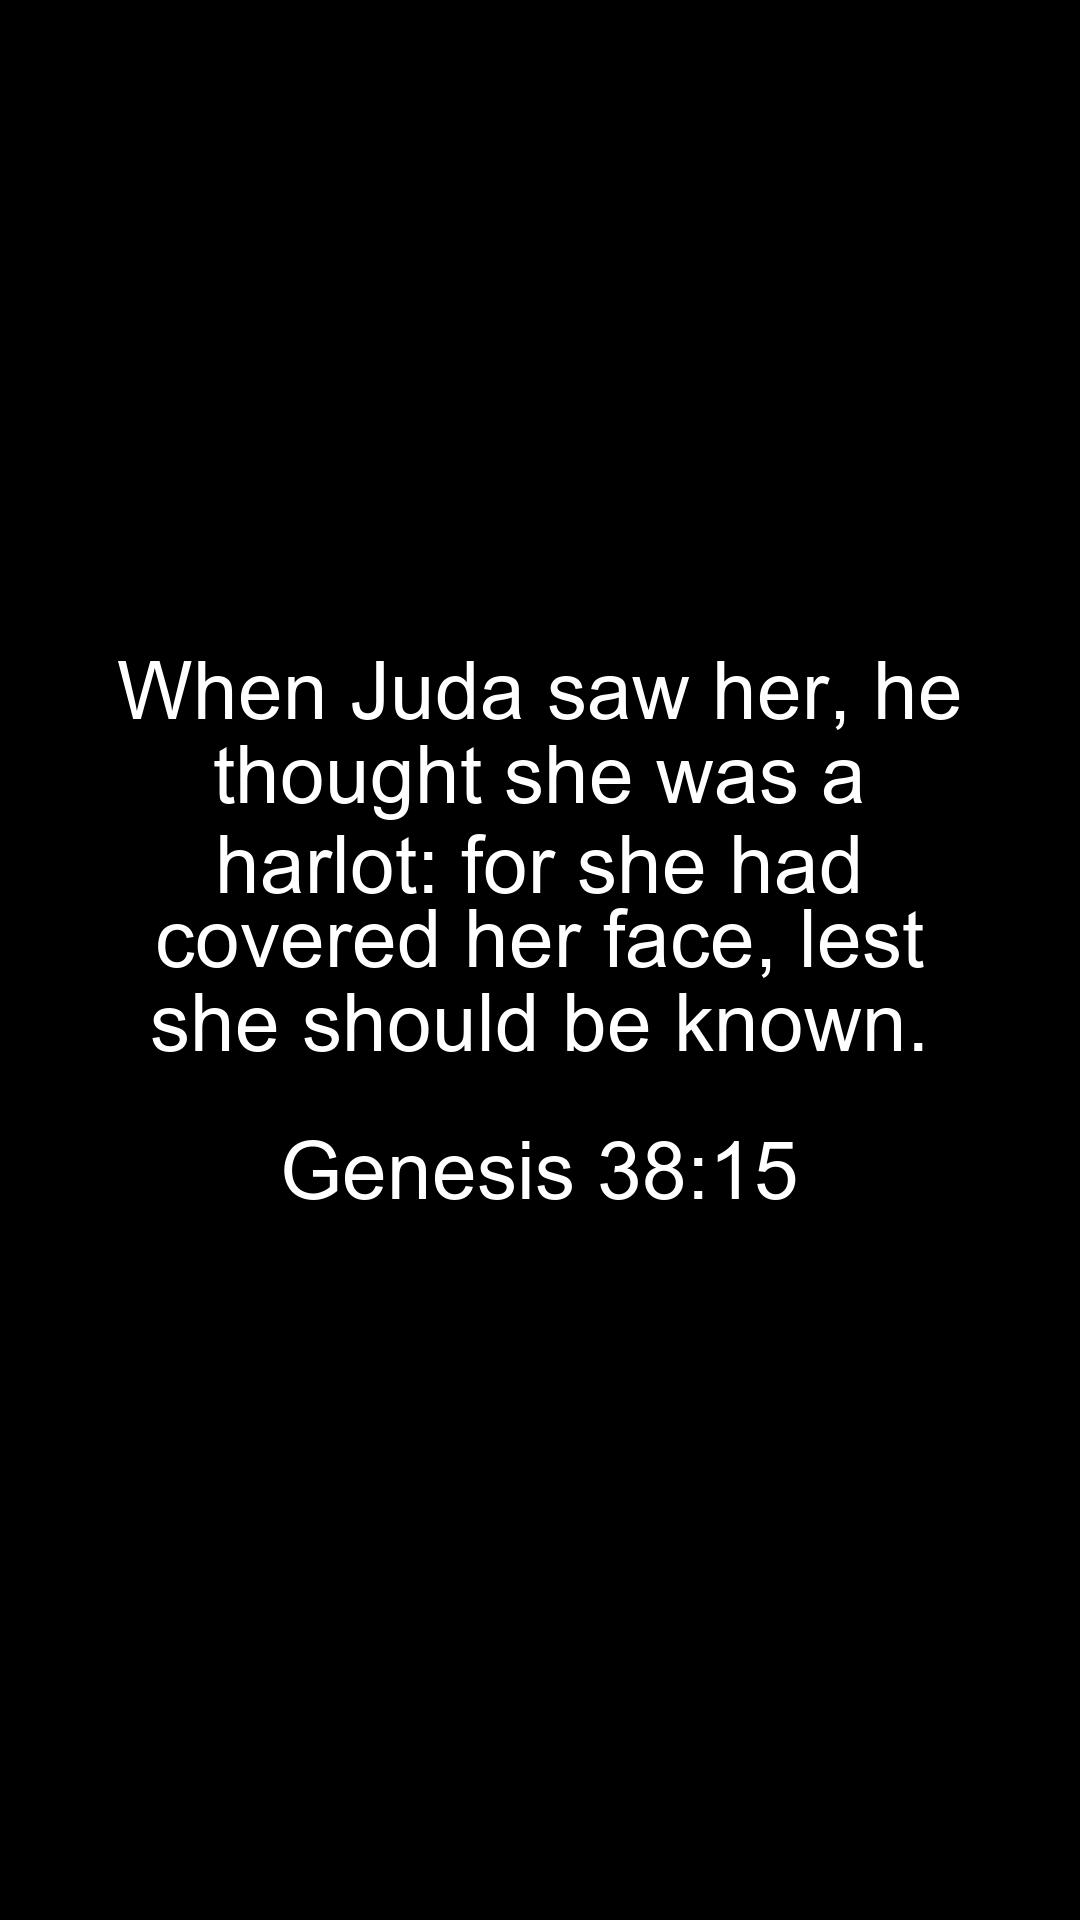 When Juda saw her, he
thought she was a
harlot: for she had
covered her face, lest
she should be known.
Genesis 38:15